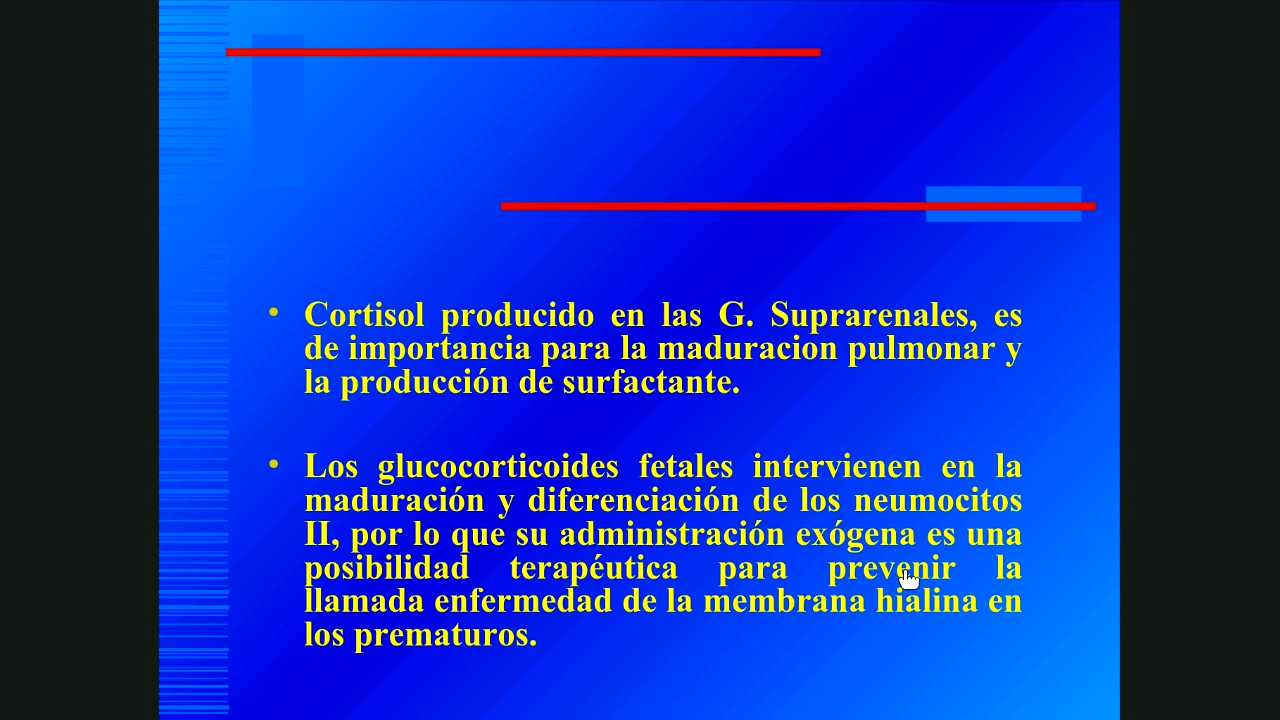 • Cortisol producido en las G. Suprarenales, es
de importancia para la maduracion pulmonar y
la producción de surfactante.
• Los glucocorticoides fetales intervienen en la
maduración y diferenciación de los neumocitos
II, por lo que su administración exógena es una
posibilidad terapéutica para prevenir la
llamada enfermedad de la membrana hialina en
los prematuros.